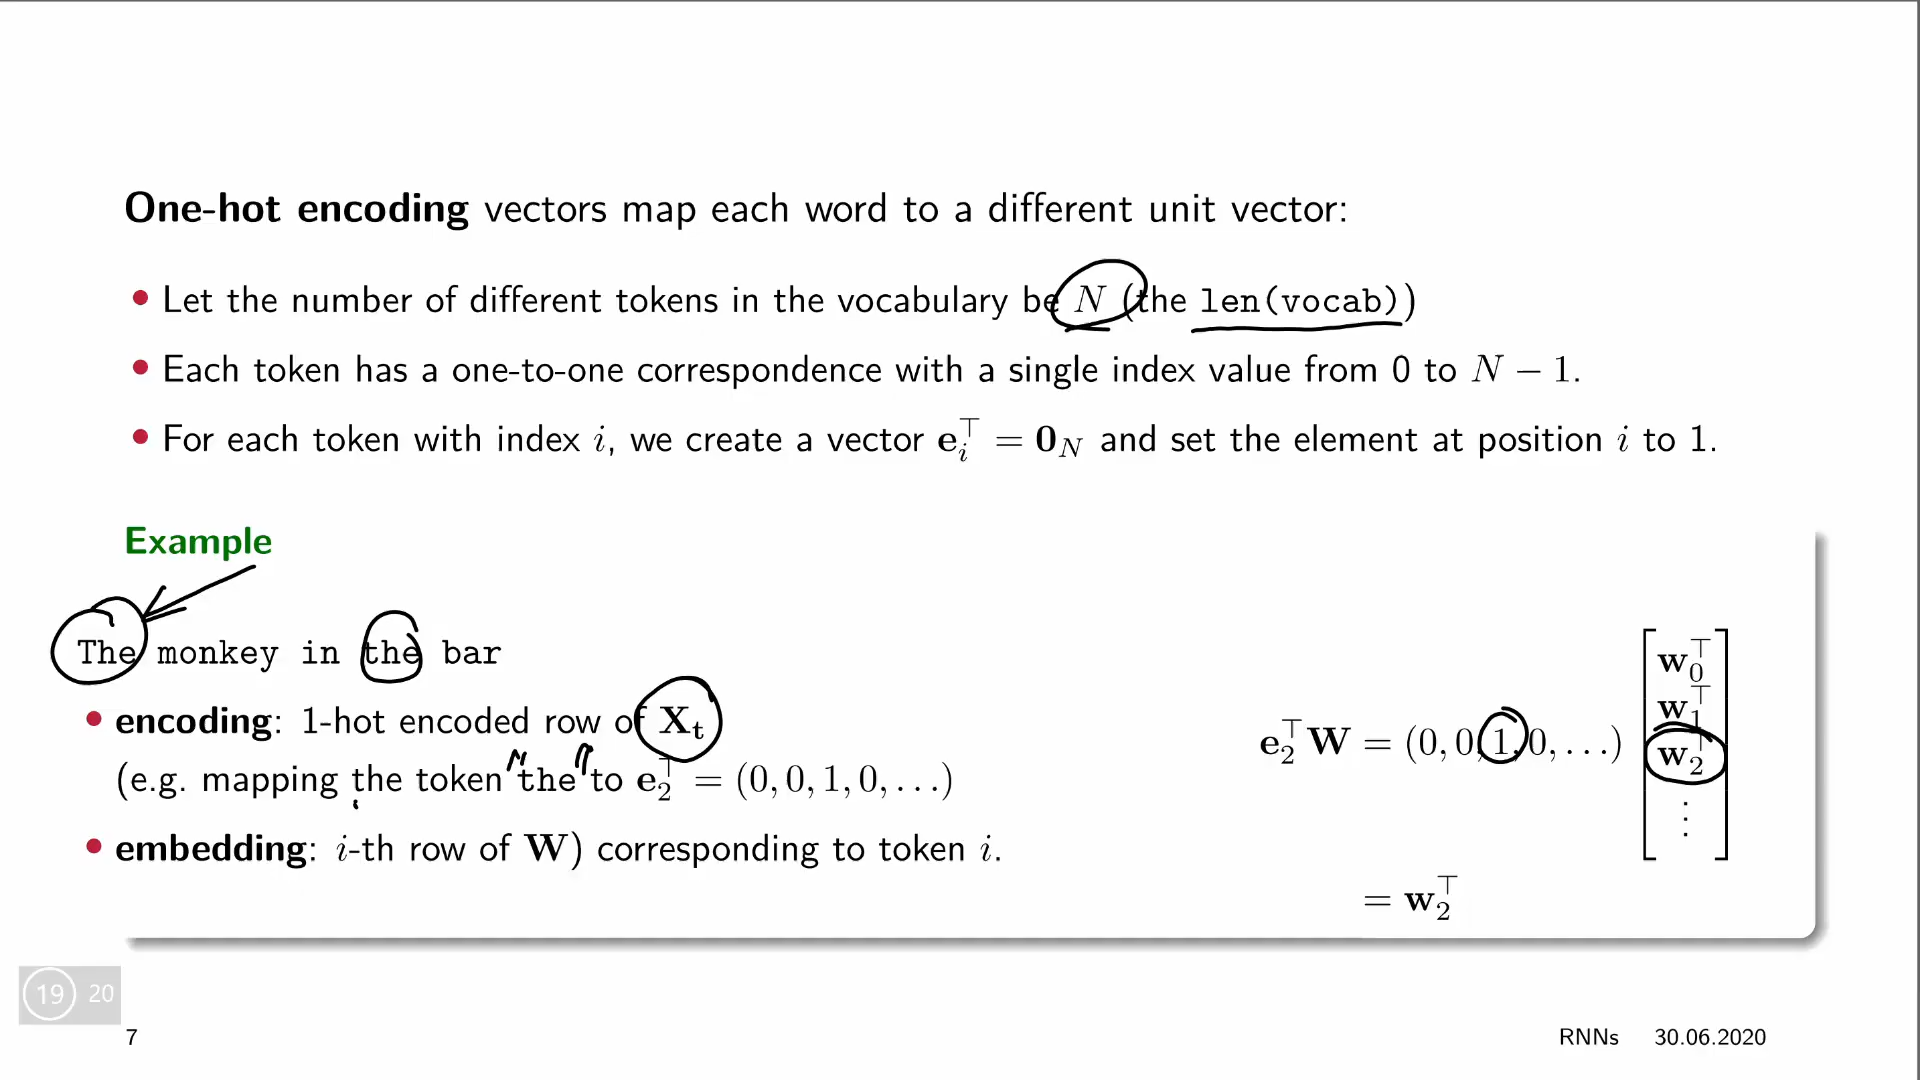 One-hot encoding vectors map each word to a different unit vector:
• Let the number of different tokens in the vocabulary be N (the len(vocab))
• Each token has a one-to-one correspondence with a single index value from 0 to N − 1.
• For each token with index i, we create a vector e_i^⊤ = 0_N and set the element at position i to 1.
Example
The monkey in the bar
• encoding: 1-hot encoded row of X_t
(e.g. mapping the token "the" to e_2^⊤ = (0, 0, 1, 0, . . .)
• embedding: i-th row of W) corresponding to token i.
e_2^⊤ W = (0, 0, 1, 0, . . .) [w_0^⊤ w_1^⊤ w_2^⊤ ⋮]
= w_2^⊤
19 20
7
RNNs 30.06.2020